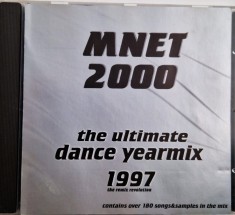 MNET
2000
the ultimate
dance yearmix
1997
the remix revolution
contains over 180 songs&samples in the mix